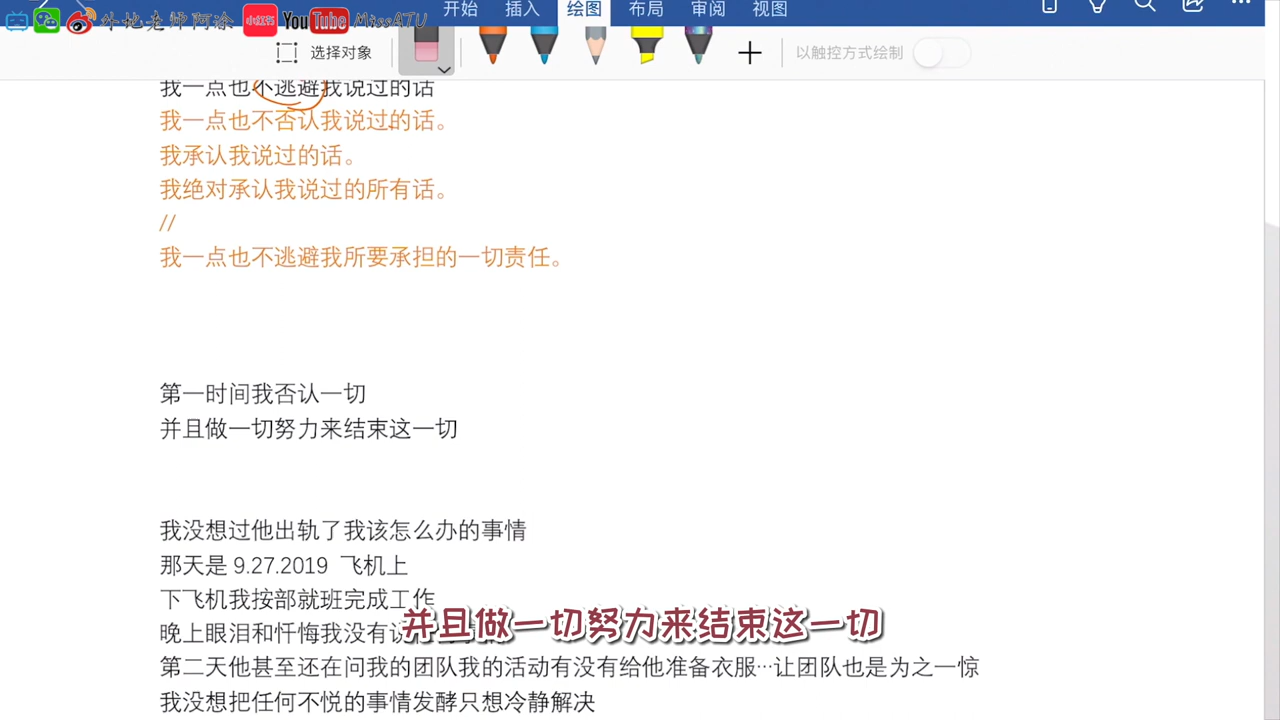 外地老师阿涂 小红书 YouTube MissATU
开始 插入 绘图 布局 审阅 视图
选择对象 以触控方式绘制
我一点也不逃避我说过的话
我一点也不否认我说过的话。
我承认我说过的话。
我绝对承认我说过的所有话。
//
我一点也不逃避我所要承担的一切责任。
第一时间我否认一切
并且做一切努力来结束这一切
我没想过他出轨了我该怎么办的事情
那天是 9.27.2019 飞机上
下飞机我按部就班完成工作
晚上眼泪和忏悔我没有说
并且做一切努力来结束这一切
第二天他甚至还在问我的团队我的活动有没有给他准备衣服…让团队也是为之一惊
我没想把任何不悦的事情发酵只想冷静解决